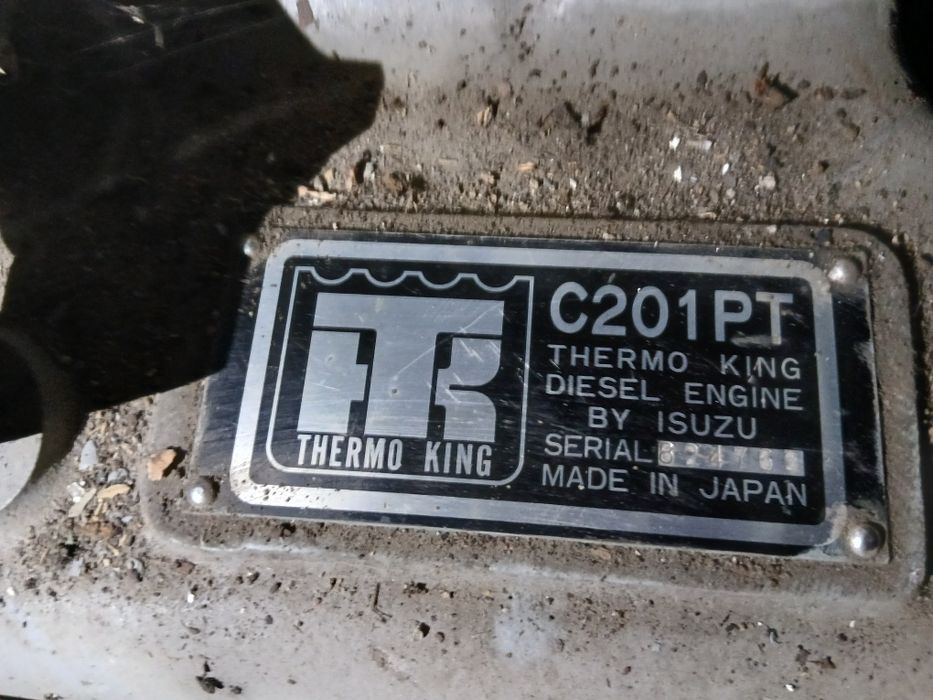 THERMO KING
C201PT
THERMO KING
DIESEL ENGINE
BY ISUZU
SERIAL
MADE IN JAPAN